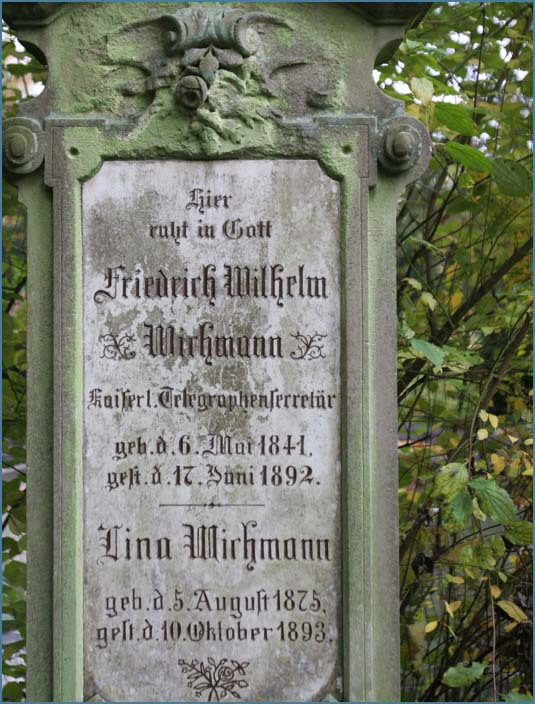 Hier
ruht in Gott
Friedrich Wilhelm
Wichmann
Kaiserl. Telegraphensecretär
geb. d. 6. Mai 1841.
gest. d. 17. Juni 1892.
Lina Wichmann
geb. d. 5. August 1875.
gest. d. 10. Oktober 1893.